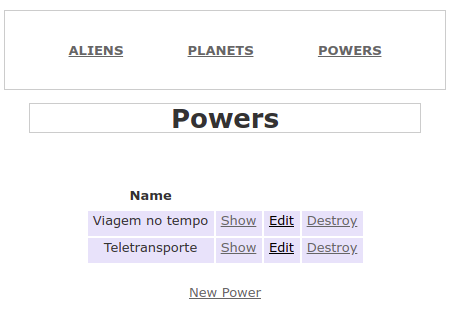 ALIENS PLANETS POWERS
Powers
Name
Viagem no tempo Show Edit Destroy
Teletransporte Show Edit Destroy
New Power